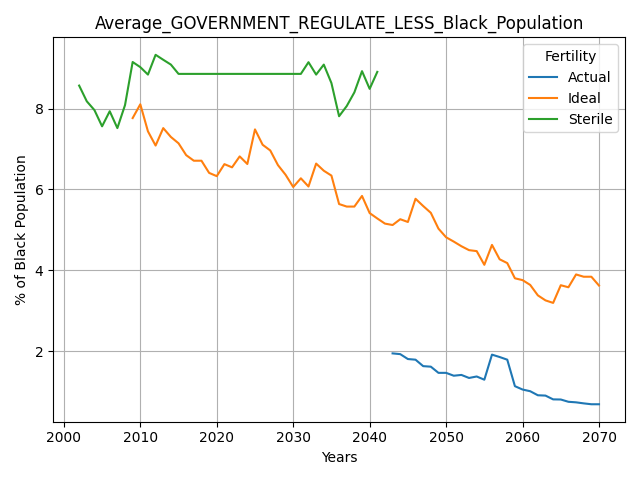 Average_GOVERNMENT_REGULATE_LESS_Black_Population
Fertility
Actual
Ideal
Sterile
% of Black Population
8
6
4
2
2000 2010 2020 2030 2040 2050 2060 2070
Years